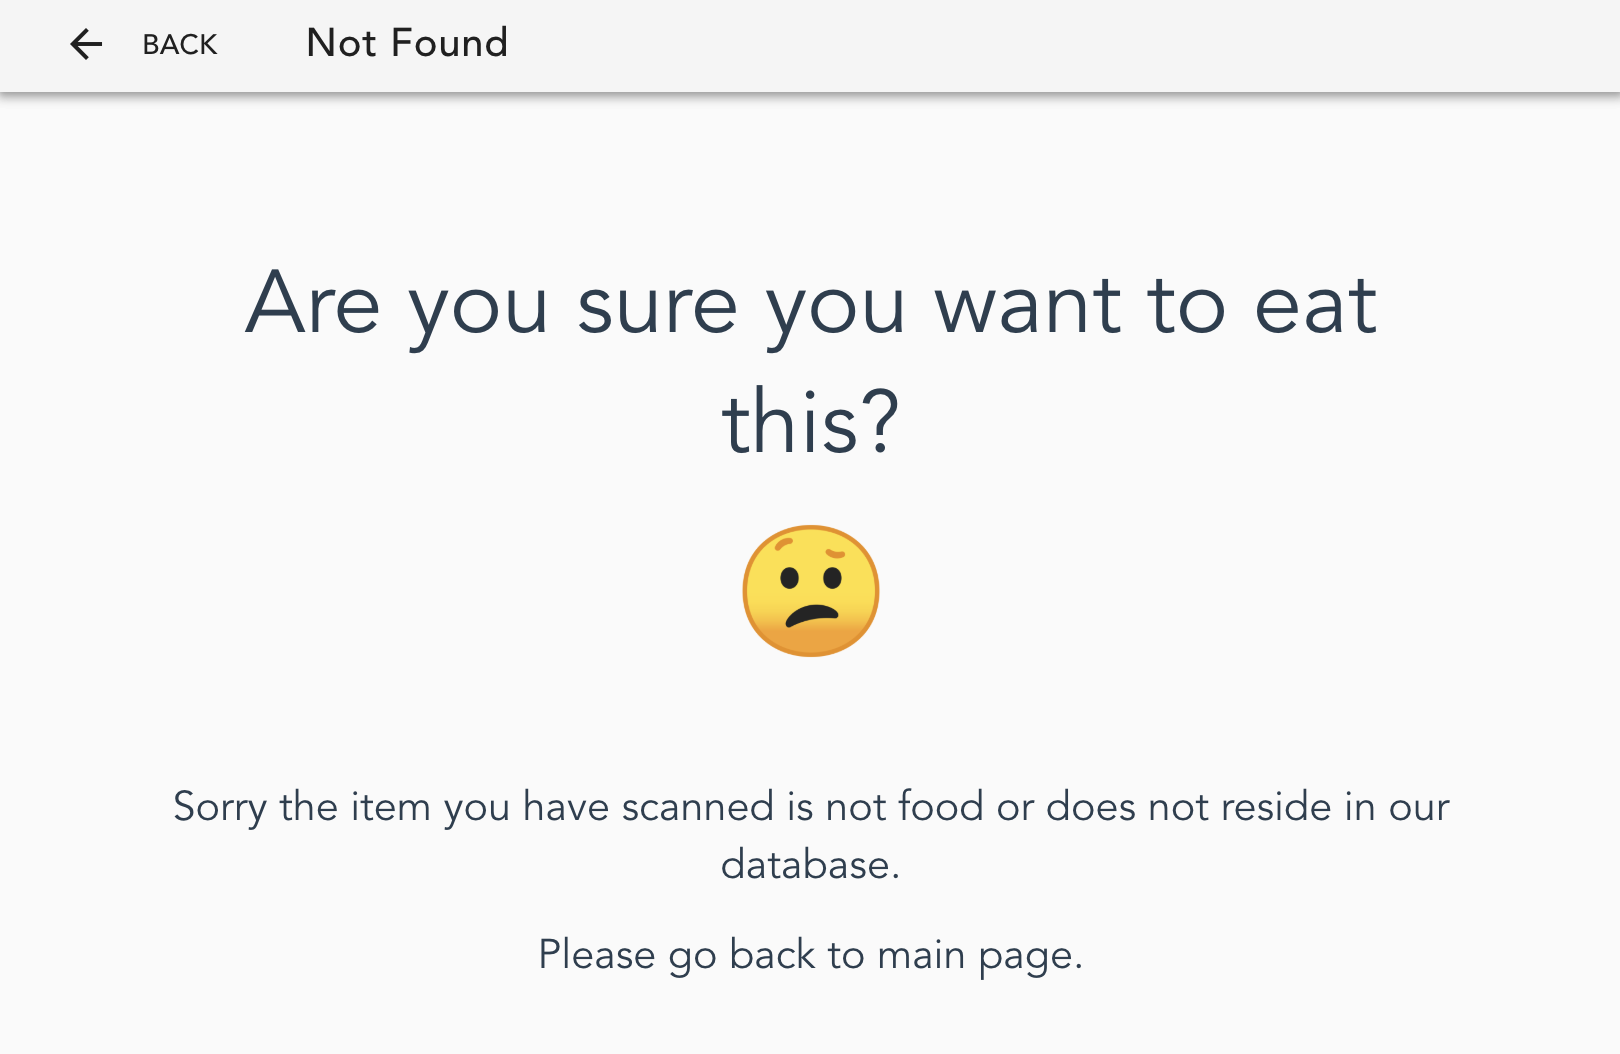 BACK Not Found
Are you sure you want to eat
this?
Sorry the item you have scanned is not food or does not reside in our
database.
Please go back to main page.